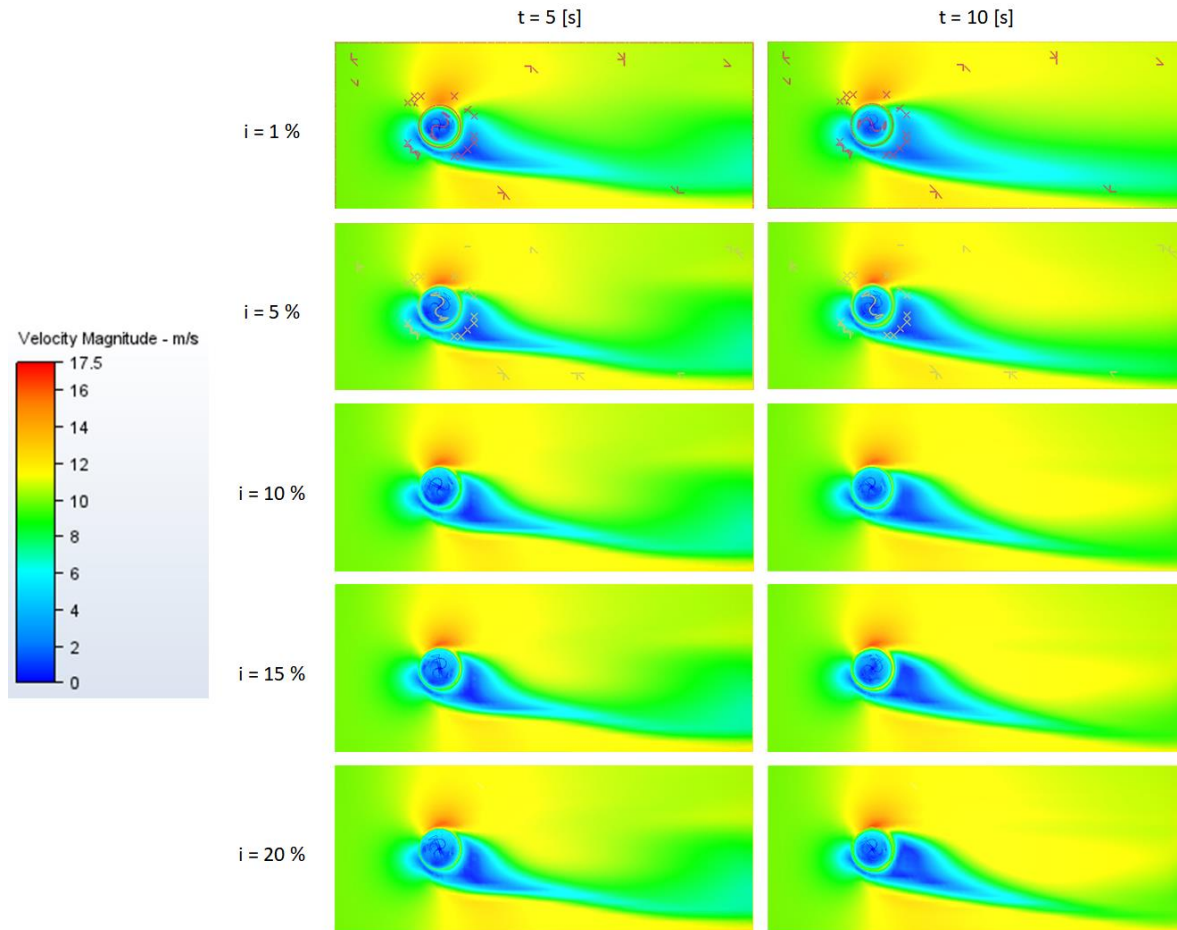 t = 5 [s]
t = 10 [s]
i = 1 %
i = 5 %
Velocity Magnitude - m/s
17.5
16
14
12
10
8
6
4
2
0
i = 10 %
i = 15 %
i = 20 %